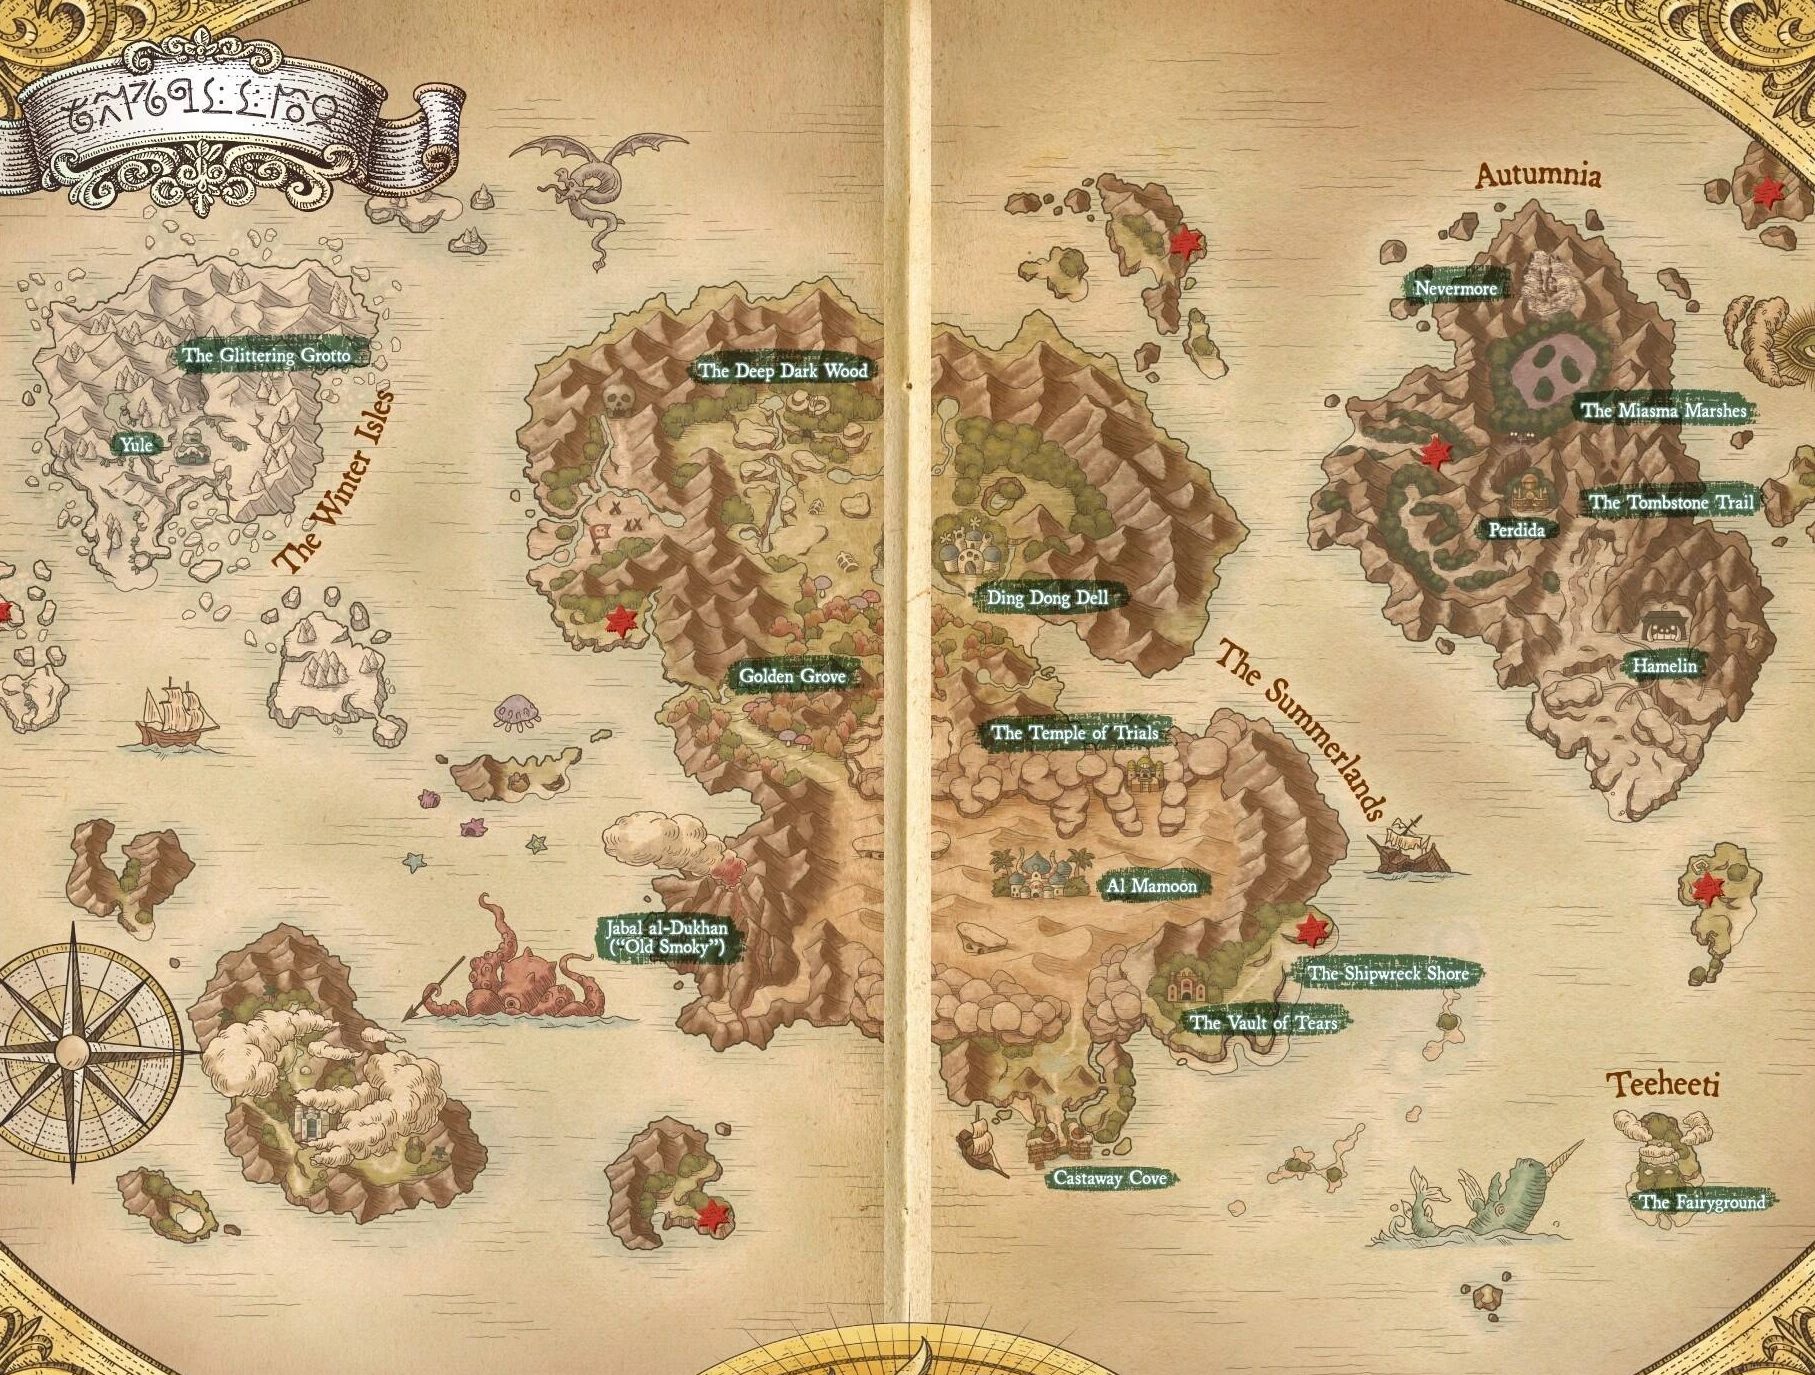 Autumnia
Nevermore
The Glittering Grotto
The Deep Dark Wood
The Miasma Marshes
Yule
The Winter Isles
The Tombstone Trail
Perdida
Ding Dong Dell
Hamelin
Golden Grove
The Summerlands
The Temple of Trials
Al Mamoon
Jabal al-Dukhan
("Old Smoky")
The Shipwreck Shore
The Vault of Tears
Teeheeti
Castaway Cove
The Fairyground